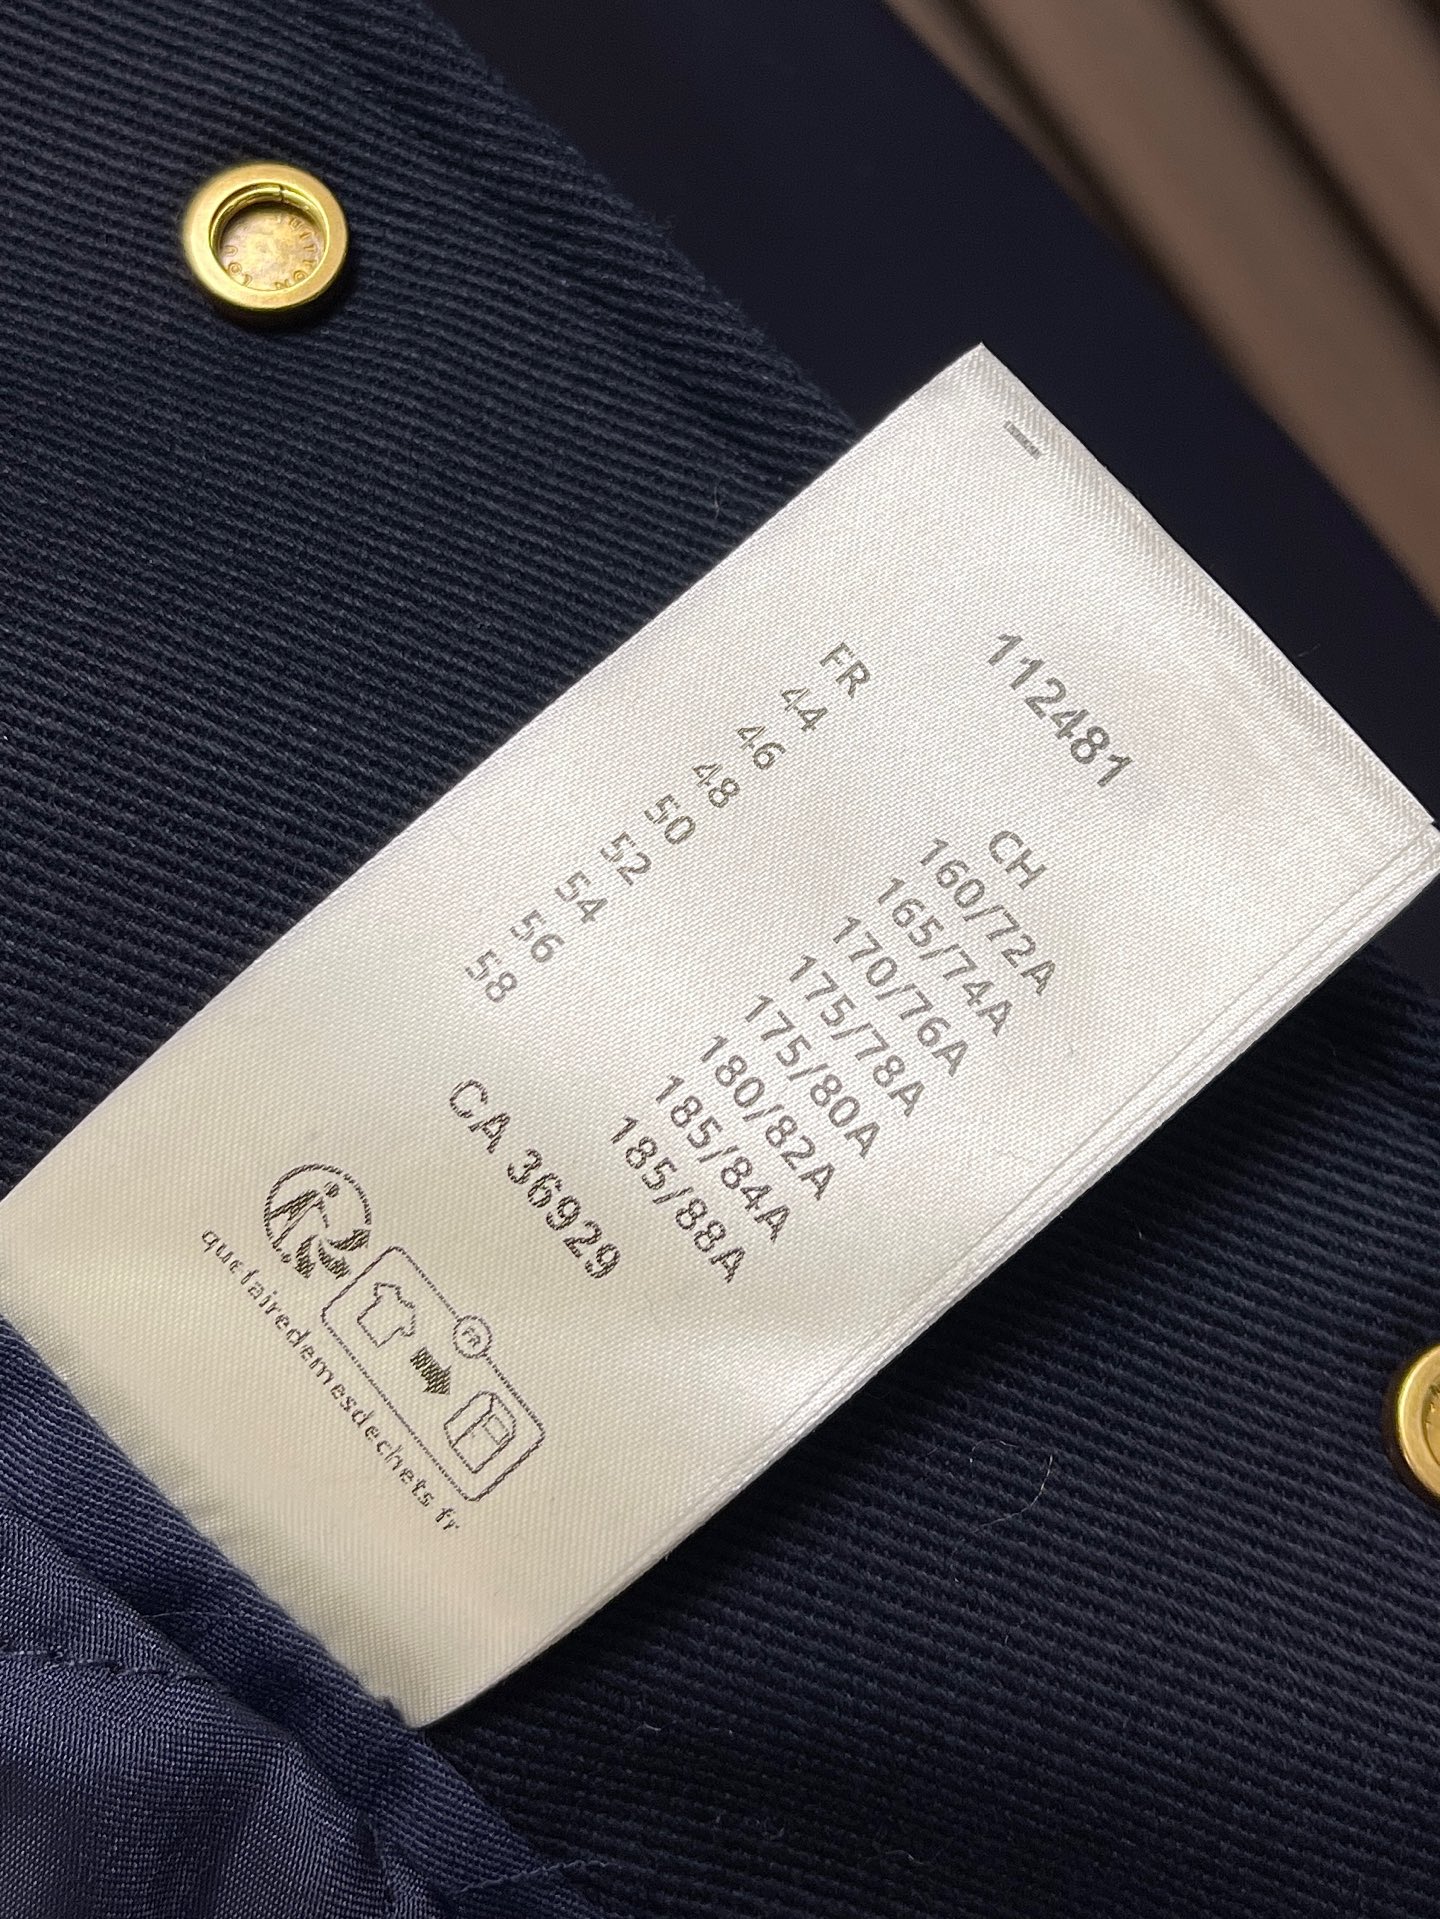 112481
FR CH
44 160/72A
46 165/74A
48 170/76A
50 175/78A
52 175/80A
54 180/82A
56 185/84A
58 185/88A
CA 36929
FR
quefairedemesdechets.fr